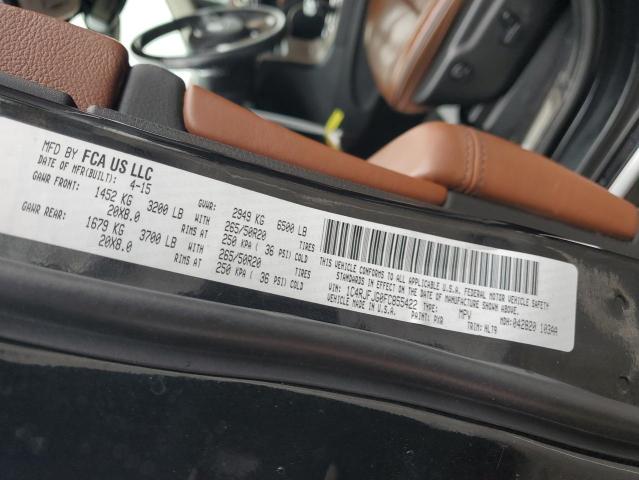 MFD BY FCA US LLC
DATE OF MFR(BUILT): 4-15 GVWR: 2949 KG 6500 LB
GAWR FRONT: 1452 KG 3200 LB WITH 265/50R20 TIRES
20X8.0 RIMS AT 250 KPA ( 36 PSI) COLD
GAWR REAR: 1679 KG 3700 LB WITH 265/50R20 TIRES
20X8.0 RIMS AT 250 KPA ( 36 PSI) COLD
THIS VEHICLE CONFORMS TO ALL APPLICABLE U.S.A. FEDERAL MOTOR VEHICLE SAFETY
STANDARDS IN EFFECT ON THE DATE OF MANUFACTURE SHOWN ABOVE.
VIN: 1C4RJFJG0FC855422 TYPE: MPV MDH:042820 103AA
MADE IN U.S.A. PAINT: PXR TRIM: HLT9